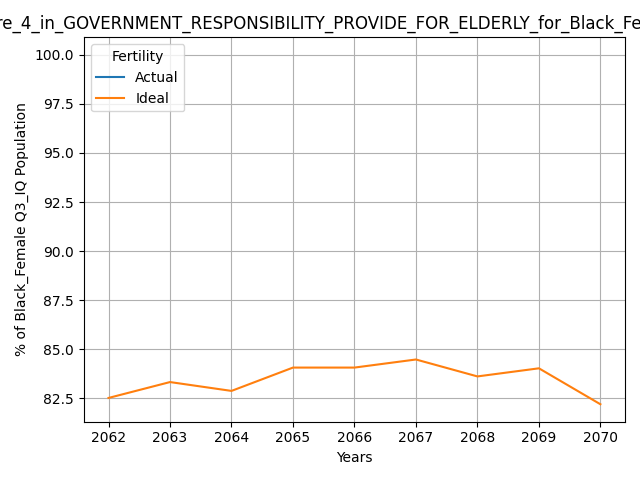 re_4_in_GOVERNMENT_RESPONSIBILITY_PROVIDE_FOR_ELDERLY_for_Black_Fe
Fertility
Actual
Ideal
% of Black_Female Q3_IQ Population
100.0
97.5
95.0
92.5
90.0
87.5
85.0
82.5
2062 2063 2064 2065 2066 2067 2068 2069 2070
Years